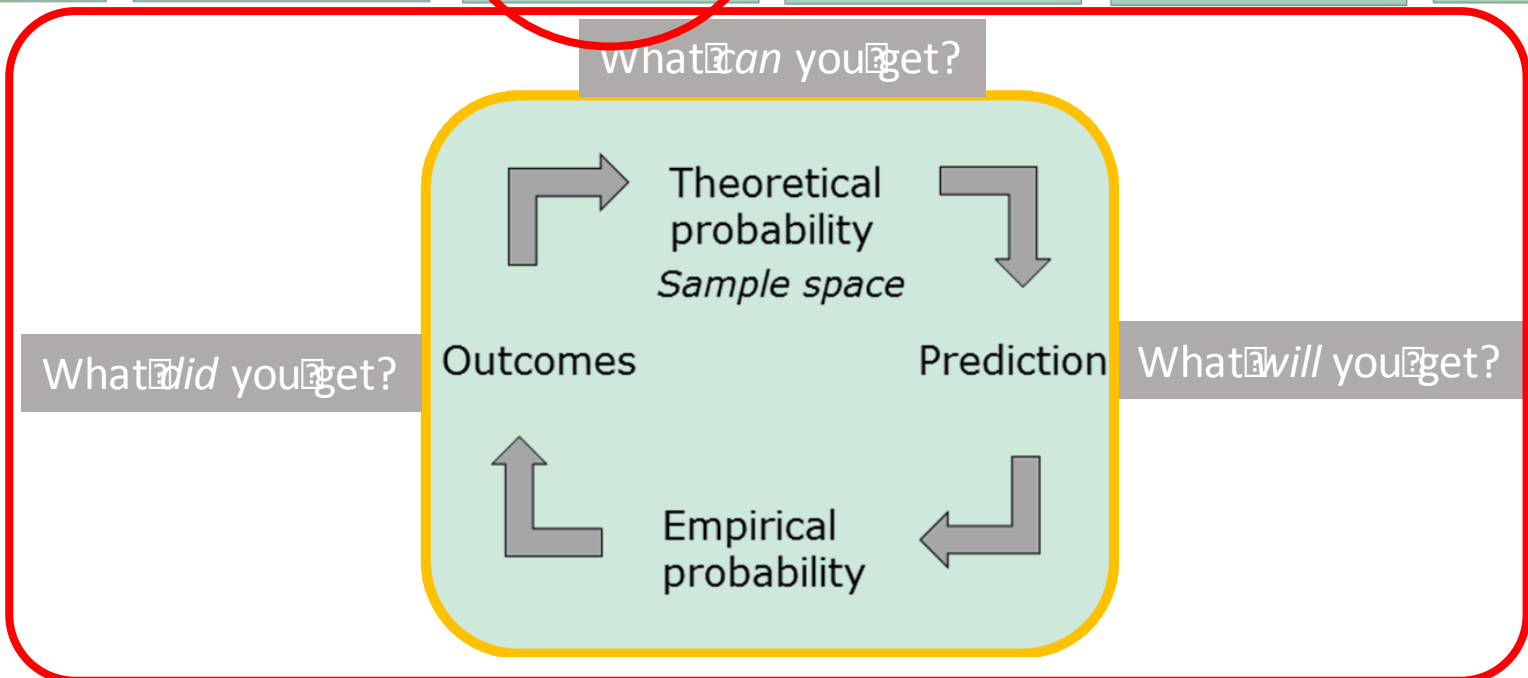 What can you get?
Theoretical
probability
Sample space
What did you get?
Outcomes
Prediction
What will you get?
Empirical
probability